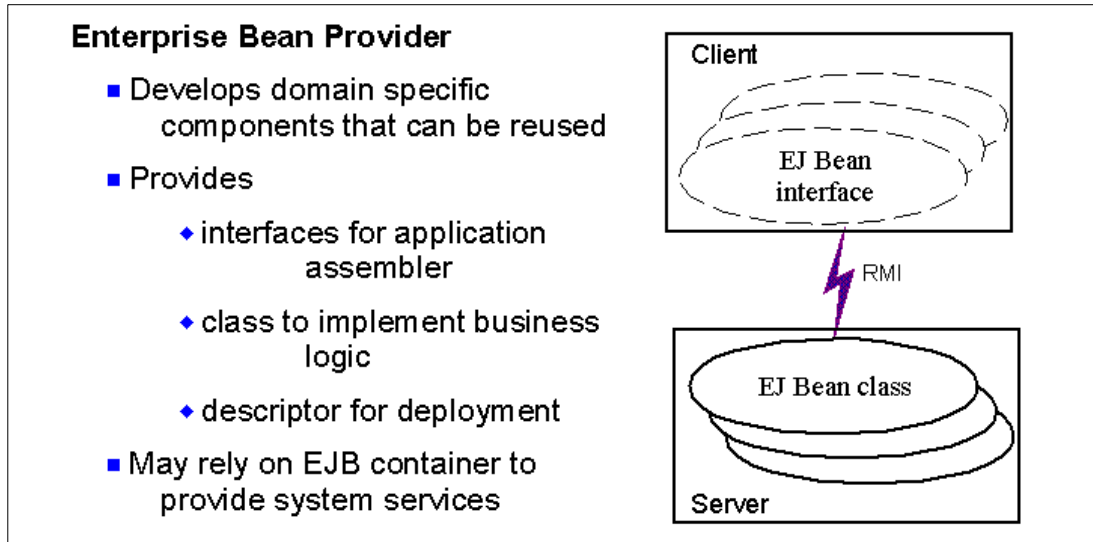 Enterprise Bean Provider
Develops domain specific
components that can be reused
Provides
interfaces for application
assembler
class to implement business
logic
descriptor for deployment
May rely on EJB container to
provide system services
Client
EJ Bean
interface
RMI
EJ Bean class
Server